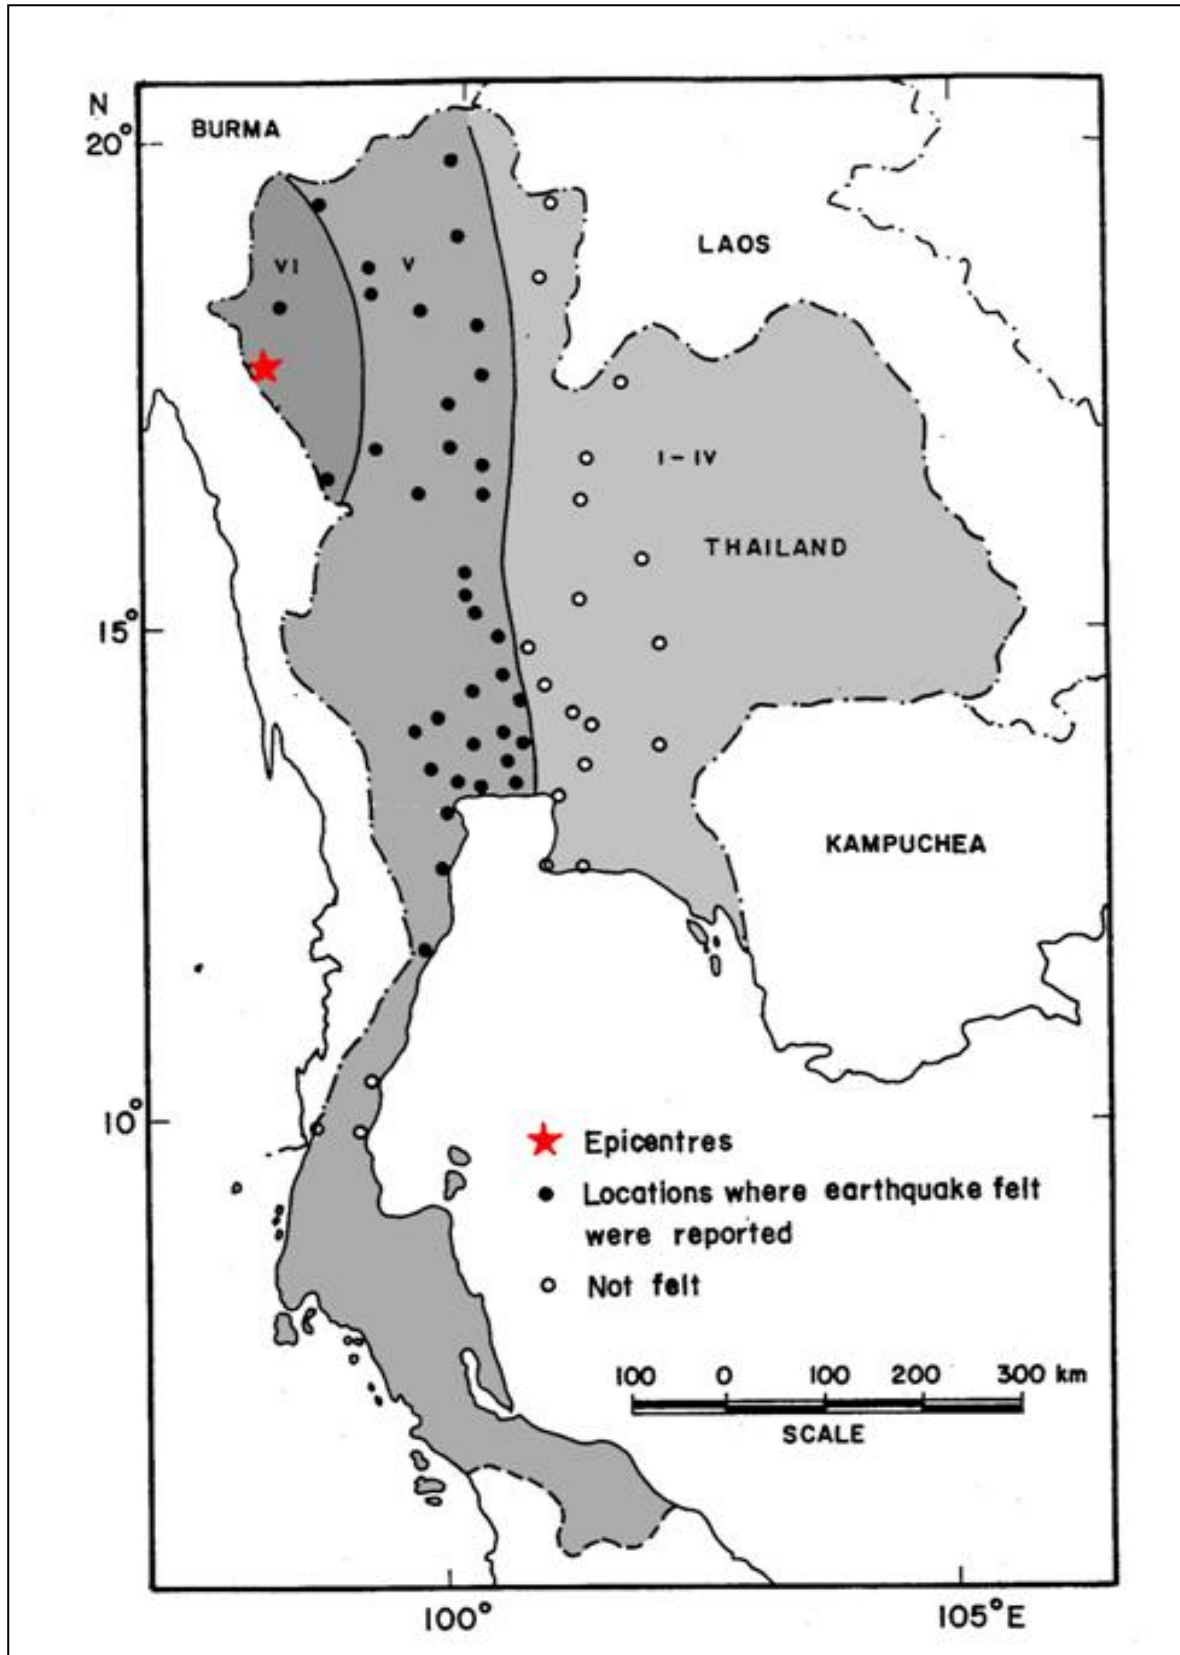 N
20°
BURMA
LAOS
VI
V
I - IV
THAILAND
15°
KAMPUCHEA
10°
Epicentres
Locations where earthquake felt
were reported
Not felt
100 0 100 200 300 km
SCALE
100°
105°E